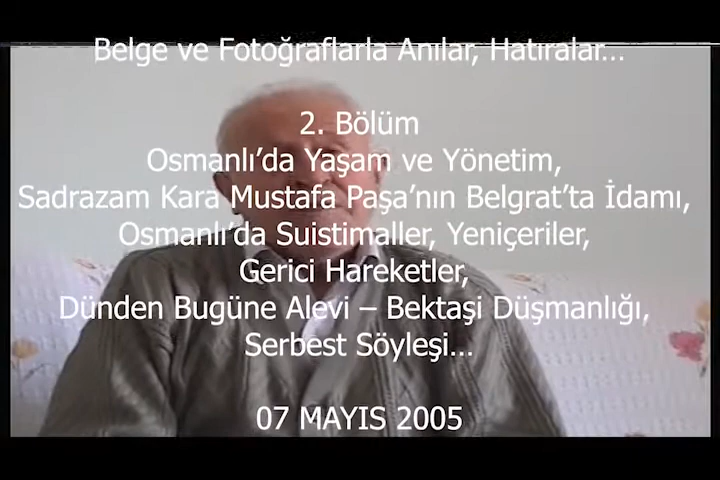 Belge ve Fotoğraflarla Anılar, Hatıralar…
2. Bölüm
Osmanlı’da Yaşam ve Yönetim,
Sadrazam Kara Mustafa Paşa’nın Belgrat’ta İdamı,
Osmanlı’da Suistimaller, Yeniçeriler,
Gerici Hareketler,
Dünden Bugüne Alevi – Bektaşi Düşmanlığı,
Serbest Söyleşi…
07 MAYIS 2005